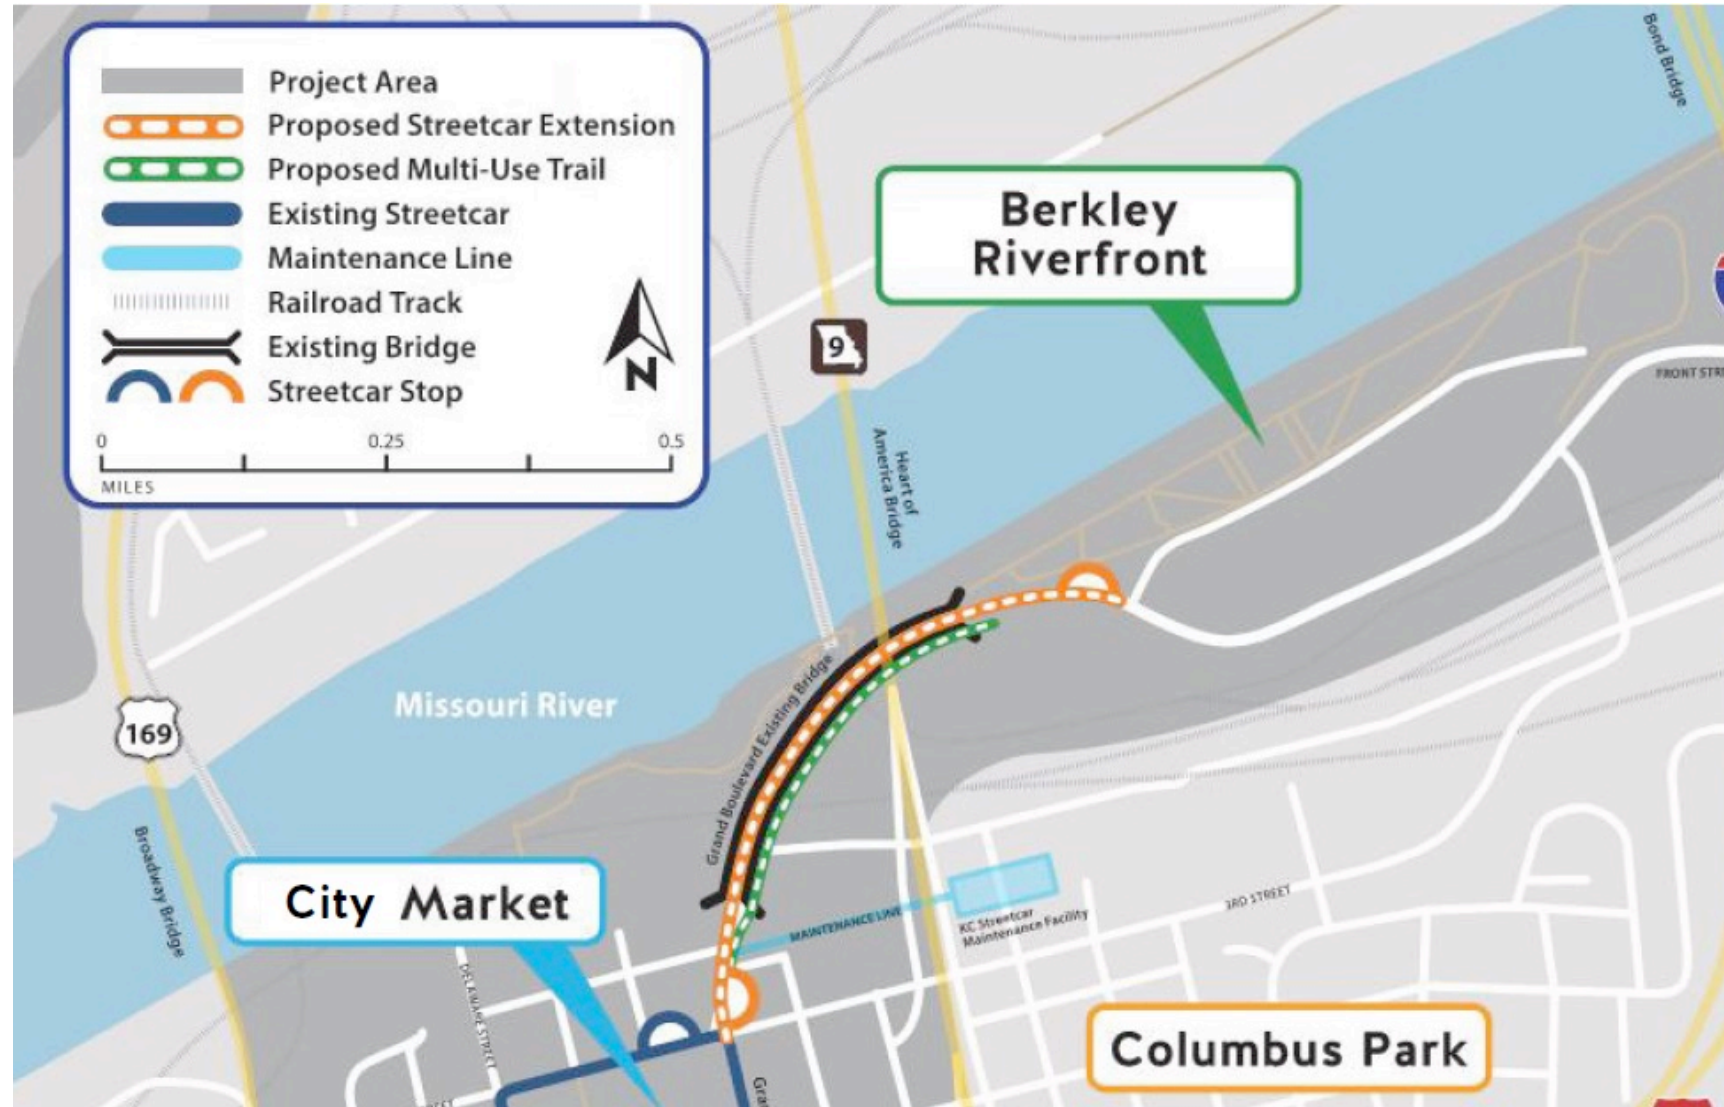 Project Area
Proposed Streetcar Extension
Proposed Multi-Use Trail
Existing Streetcar
Maintenance Line
Railroad Track
Existing Bridge
Streetcar Stop
N
0 0.25 0.5
MILES
Bond Bridge
Berkley
Riverfront
9
FRONT STR
Heart of
America Bridge
Missouri River
Grand Boulevard Existing Bridge
169
Broadway Bridge
City Market
MAINTENANCE LINE
KC Streetcar
Maintenance Facility
3RD STREET
DELAWARE STREET
Columbus Park
Gra